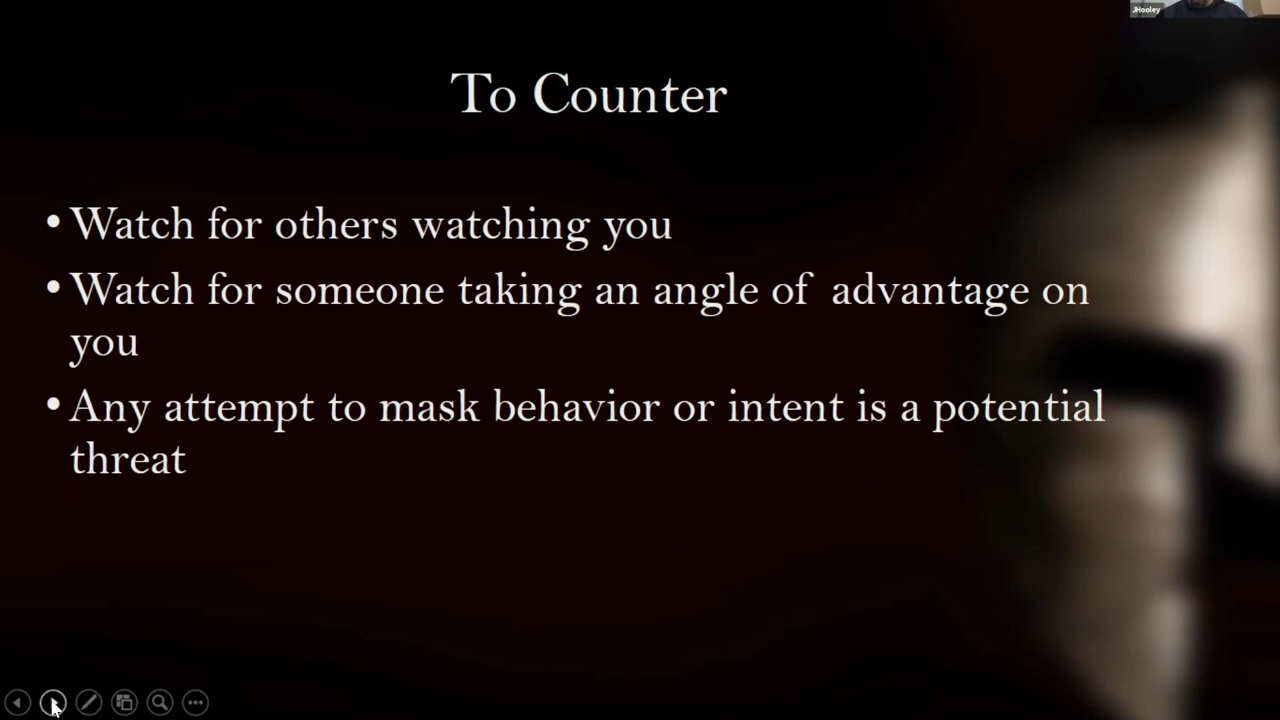 JHooley
To Counter
• Watch for others watching you
• Watch for someone taking an angle of  advantage on
you
• Any attempt to mask behavior or intent is a potential
threat